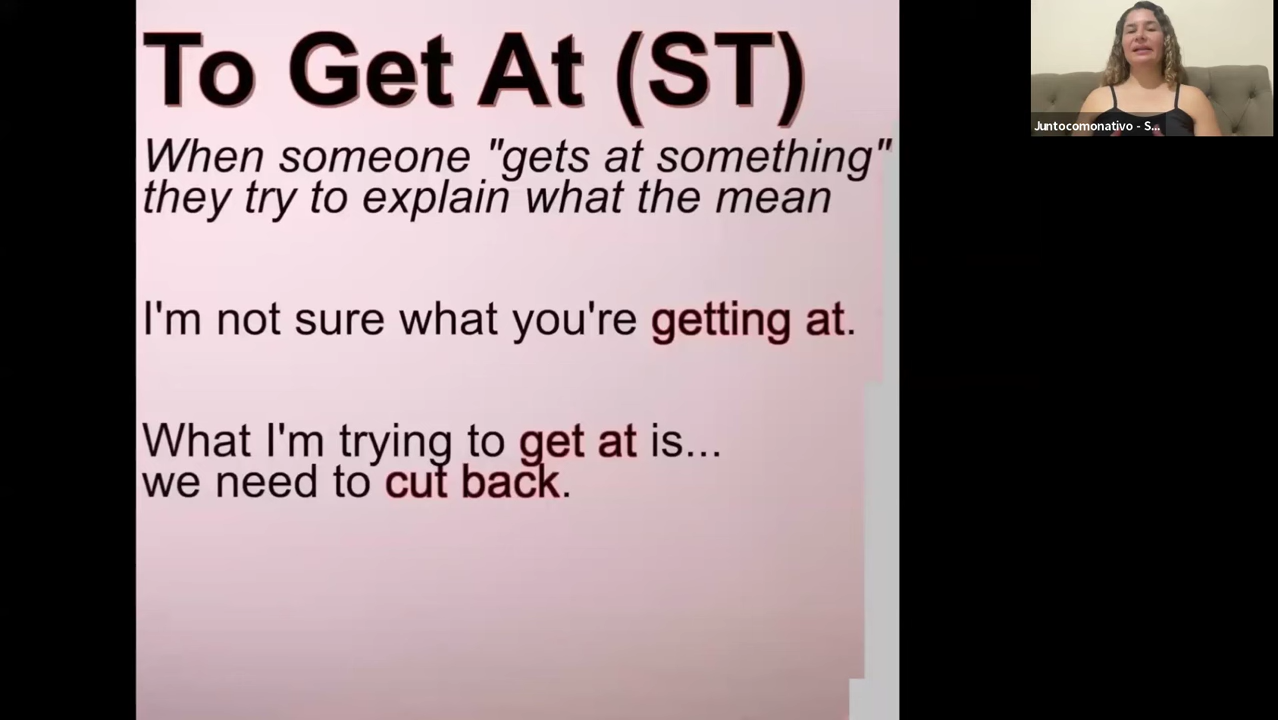 To Get At (ST)
When someone "gets at something"
they try to explain what the mean
I'm not sure what you're getting at.
What I'm trying to get at is...
we need to cut back.
Juntocomonativo - S...